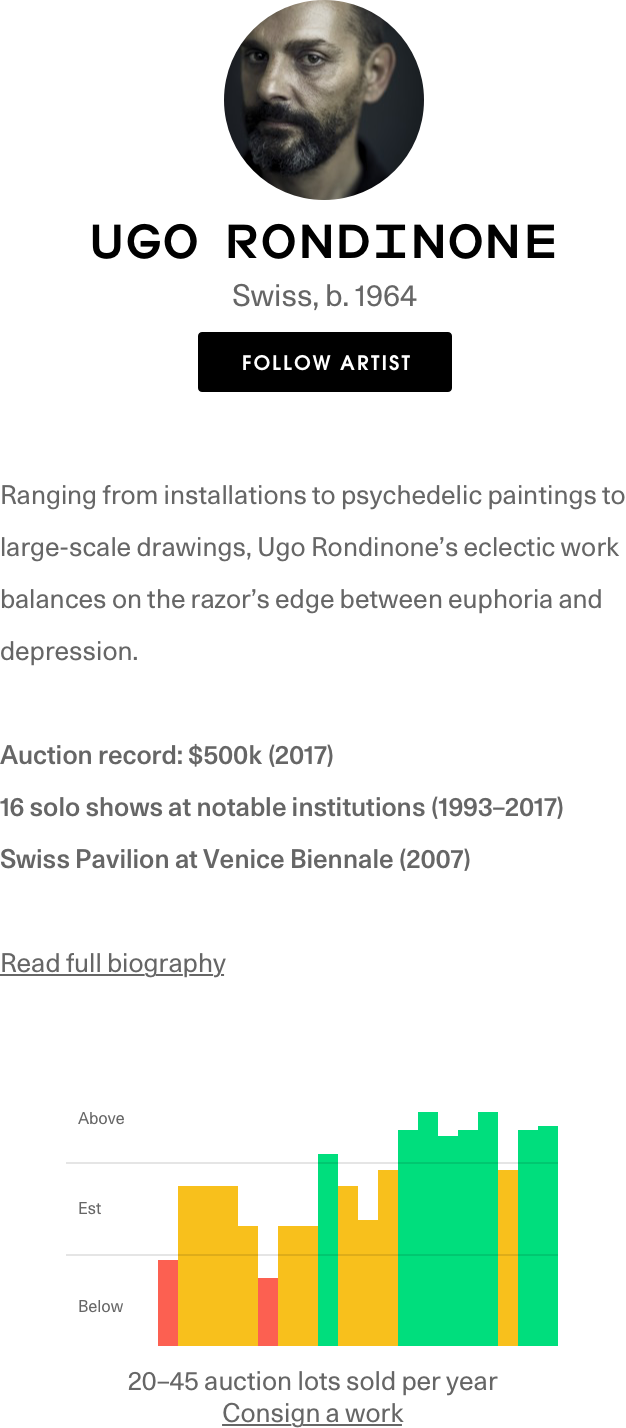 UGO RONDINONE
Swiss, b. 1964
FOLLOW ARTIST
Ranging from installations to psychedelic paintings to
large-scale drawings, Ugo Rondinone’s eclectic work
balances on the razor’s edge between euphoria and
depression.
Auction record: $500k (2017)
16 solo shows at notable institutions (1993–2017)
Swiss Pavilion at Venice Biennale (2007)
Read full biography
Above
Est
Below
20–45 auction lots sold per year
Consign a work